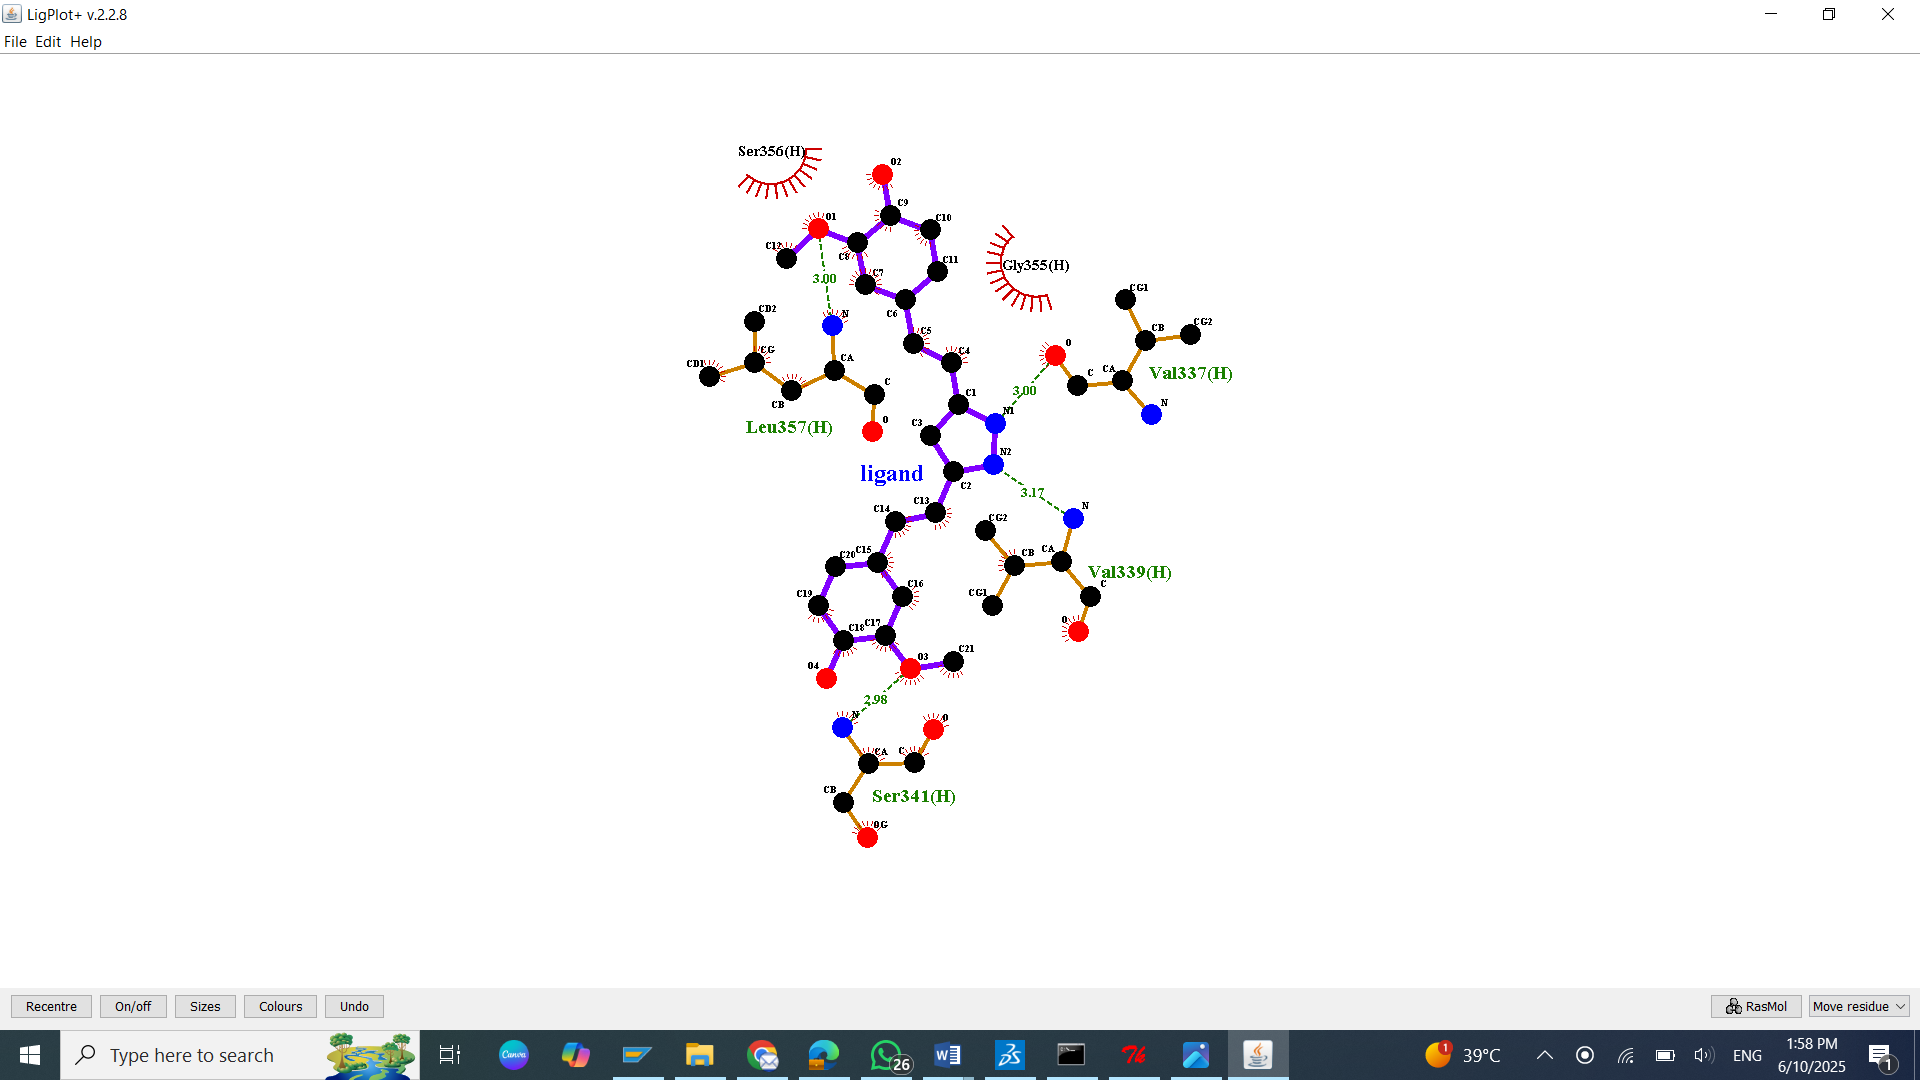 LigPlot+ v.2.2.8
File Edit Help
Ser356(H)
O2
C9
C10
O1
C12
C8
C7
C11
Gly355(H)
3.00
C6
N
CD2
C5
C4
CG
CD1
CA
CB
C
O
Leu357(H)
CG1
CB
CG2
O
C
CA
Val337(H)
N
3.00
C1
N1
C3
N2
ligand
C2
3.17
C13
C14
N
CG2
CB
CA
Val339(H)
C
CG1
O
C20
C15
C16
C19
C18
C17
O3
C21
O4
2.98
N
O
CA
C
CB
Ser341(H)
OG
Recentre On/off Sizes Colours Undo RasMol Move residue
Type here to search
Canva
26
W
7%
1
39°C
ENG
1:58 PM
6/10/2025
1